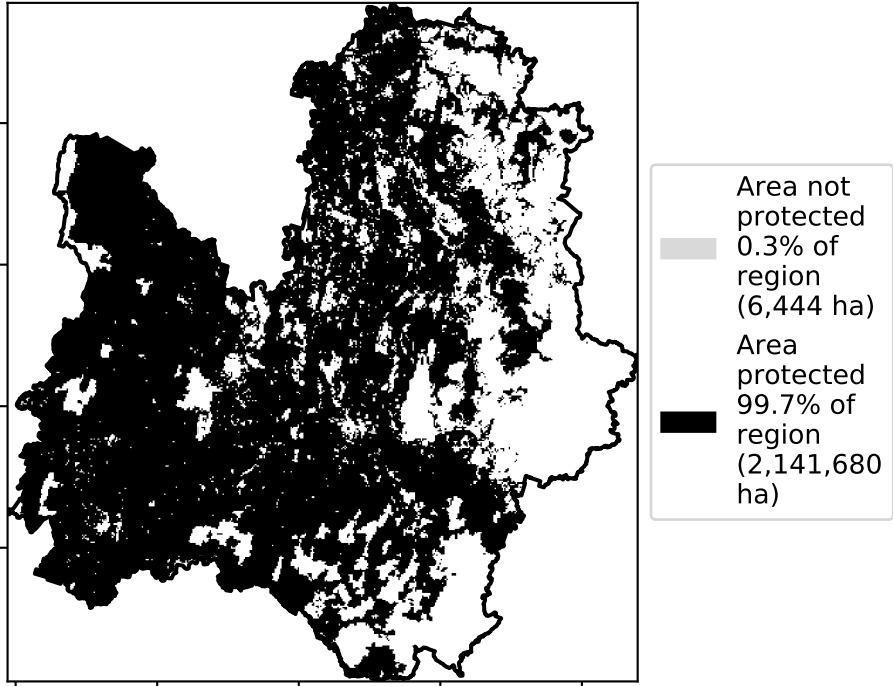 Area not
protected
0.3% of
region
(6,444 ha)
Area
protected
99.7% of
region
(2,141,680
ha)